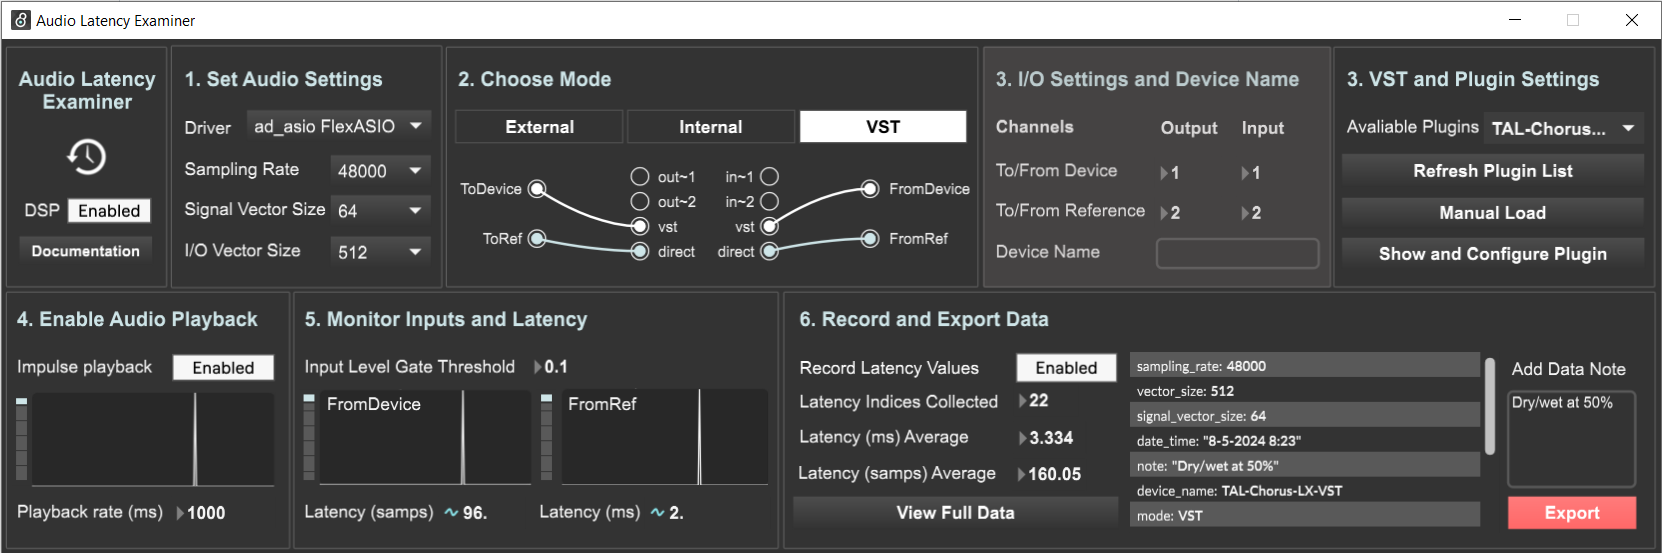 Audio Latency Examiner
Audio Latency
Examiner
DSP Enabled
Documentation
1. Set Audio Settings
Driver ad_asio FlexASIO
Sampling Rate 48000
Signal Vector Size 64
I/O Vector Size 512
2. Choose Mode
External Internal VST
ToDevice out~1 in~1 FromDevice
out~2 in~2
vst vst
ToRef direct direct FromRef
3. I/O Settings and Device Name
Channels Output Input
To/From Device 1 1
To/From Reference 2 2
Device Name
3. VST and Plugin Settings
Avaliable Plugins TAL-Chorus...
Refresh Plugin List
Manual Load
Show and Configure Plugin
4. Enable Audio Playback
Impulse playback Enabled
Playback rate (ms) 1000
5. Monitor Inputs and Latency
Input Level Gate Threshold 0.1
FromDevice FromRef
Latency (samps) ~ 96. Latency (ms) ~ 2.
6. Record and Export Data
Record Latency Values Enabled
Latency Indices Collected 22
Latency (ms) Average 3.334
Latency (samps) Average 160.05
View Full Data
sampling_rate: 48000
vector_size: 512
signal_vector_size: 64
date_time: "8-5-2024 8:23"
note: "Dry/wet at 50%"
device_name: TAL-Chorus-LX-VST
mode: VST
Add Data Note
Dry/wet at 50%
Export